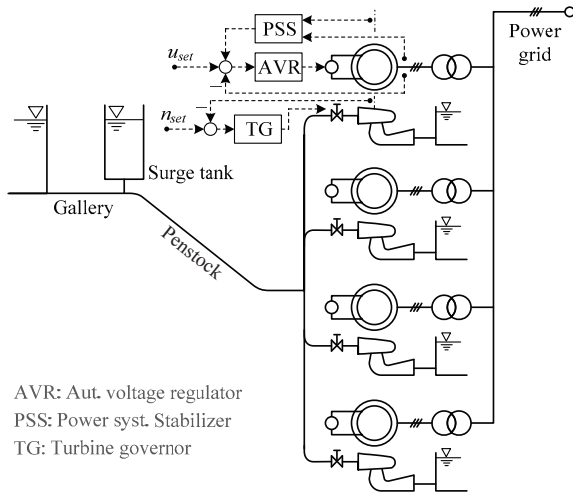 PSS
Power
grid
u_set
AVR
n_set
TG
Surge tank
Gallery
Penstock
AVR: Aut. voltage regulator
PSS: Power syst. Stabilizer
TG: Turbine governor